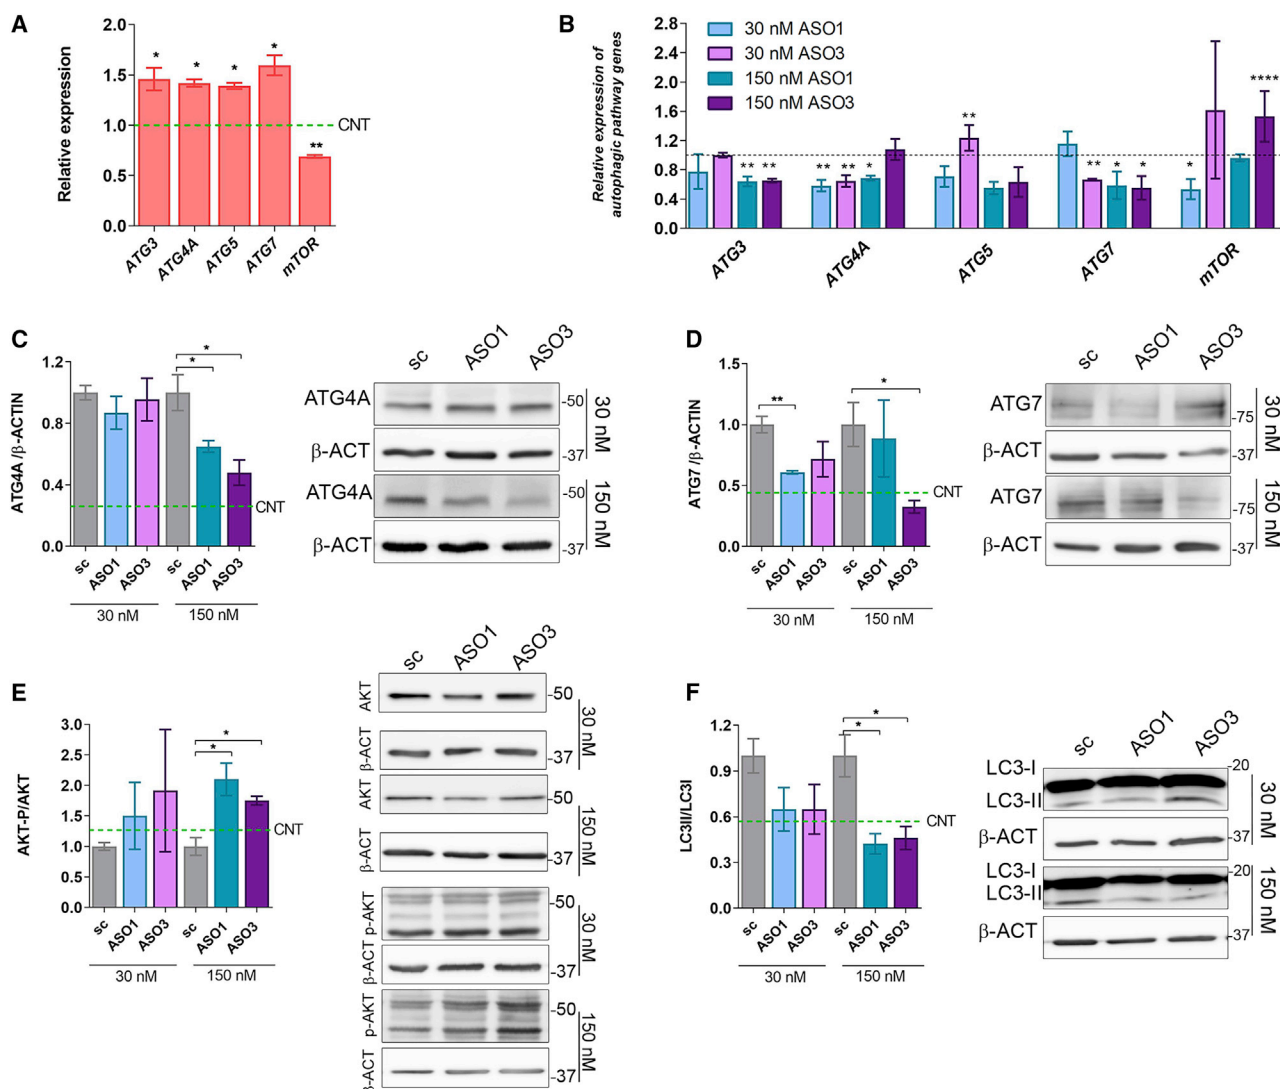 A
Relative expression
2.0
1.5
1.0
0.5
0.0
*
*
*
*
**
CNT
ATG3
ATG4A
ATG5
ATG7
mTOR
B
Relative expression of
autophagic pathway genes
2.8
2.4
2.0
1.6
1.2
0.8
0.4
0.0
30 nM ASO1
30 nM ASO3
150 nM ASO1
150 nM ASO3
** **
** ** *
**
** * *
* ****
ATG3
ATG4A
ATG5
ATG7
mTOR
C
ATG4A/β-ACTIN
1.2
0.8
0.4
0.0
*
*
CNT
sc
ASO1
ASO3
sc
ASO1
ASO3
30 nM
150 nM
sc
ASO1
ASO3
ATG4A
-50
β-ACT
-37
30 nM
ATG4A
-50
β-ACT
-37
150 nM
D
ATG7/β-ACTIN
1.5
1.0
0.5
0.0
**
*
CNT
sc
ASO1
ASO3
sc
ASO1
ASO3
30 nM
150 nM
sc
ASO1
ASO3
ATG7
-75
β-ACT
-37
30 nM
ATG7
-75
β-ACT
-37
150 nM
E
AKT-P/AKT
3.0
2.5
2.0
1.5
1.0
0.5
0.0
*
*
CNT
sc
ASO1
ASO3
sc
ASO1
ASO3
30 nM
150 nM
sc
ASO1
ASO3
AKT
-50
β-ACT
-37
30 nM
AKT
-50
β-ACT
-37
150 nM
p-AKT
-50
β-ACT
-37
30 nM
p-AKT
-50
β-ACT
-37
150 nM
F
LC3II/LC3I
1.2
0.9
0.6
0.3
0.0
*
*
CNT
sc
ASO1
ASO3
sc
ASO1
ASO3
30 nM
150 nM
sc
ASO1
ASO3
LC3-I
-20
LC3-II
β-ACT
-37
30 nM
LC3-I
-20
LC3-II
β-ACT
-37
150 nM